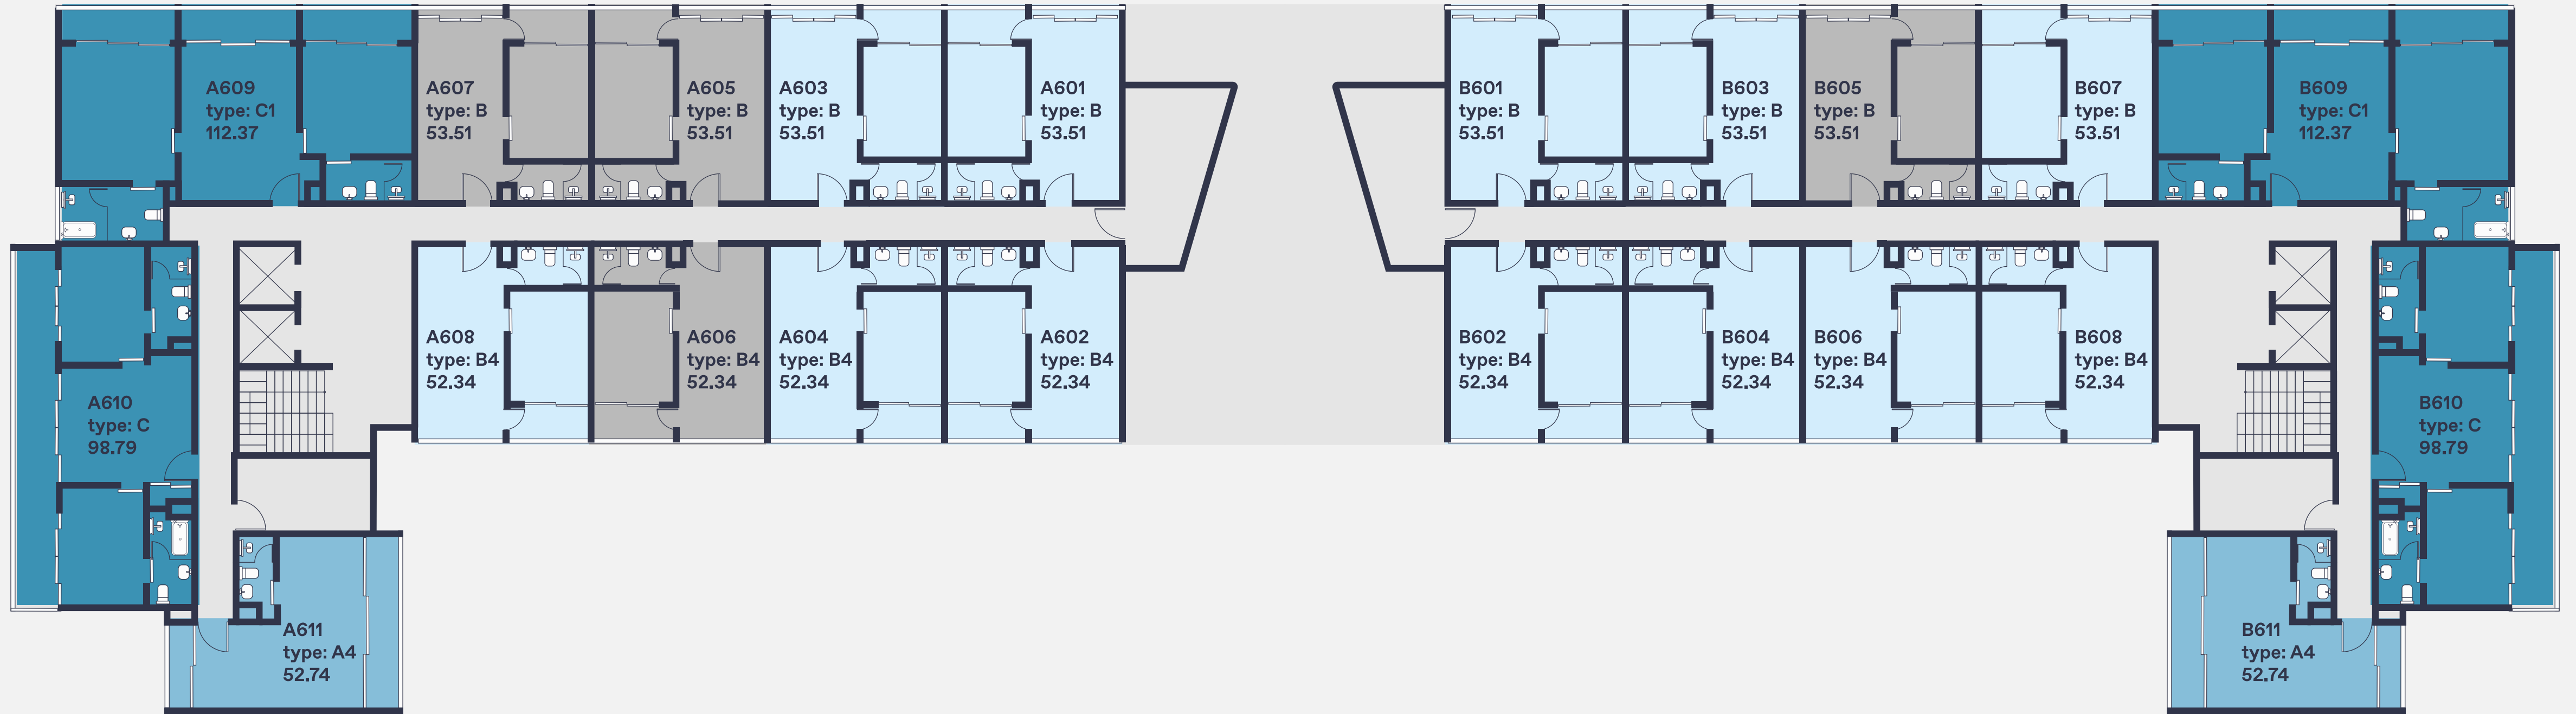 A609
type: C1
112.37
A607
type: B
53.51
A605
type: B
53.51
A603
type: B
53.51
A601
type: B
53.51
B601
type: B
53.51
B603
type: B
53.51
B605
type: B
53.51
B607
type: B
53.51
B609
type: C1
112.37
A608
type: B4
52.34
A606
type: B4
52.34
A604
type: B4
52.34
A602
type: B4
52.34
B602
type: B4
52.34
B604
type: B4
52.34
B606
type: B4
52.34
B608
type: B4
52.34
A610
type: C
98.79
B610
type: C
98.79
A611
type: A4
52.74
B611
type: A4
52.74